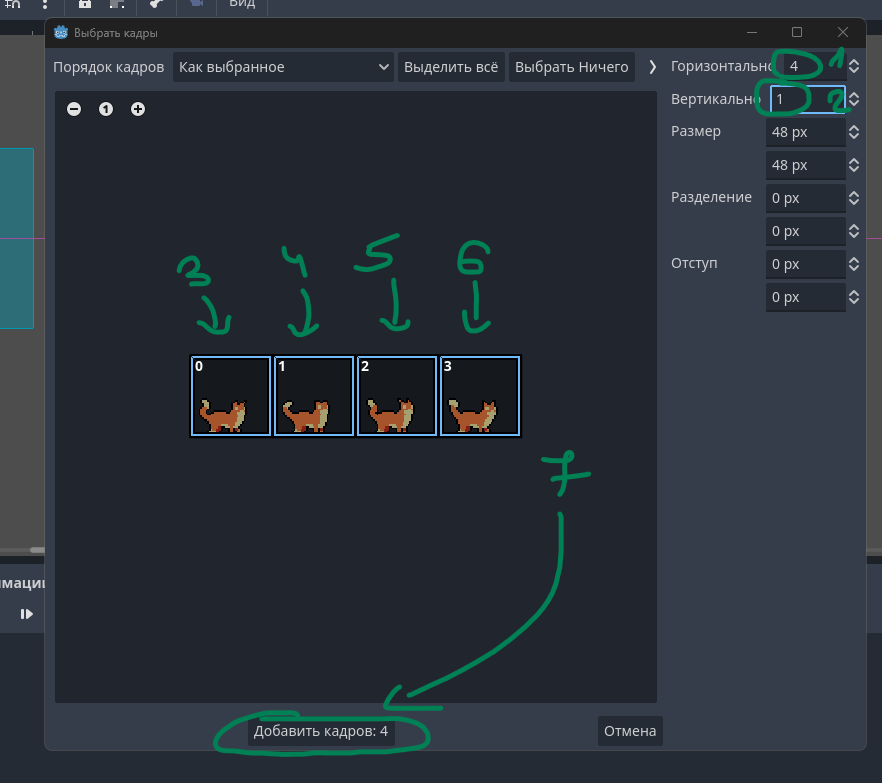 Вид
Выбрать кадры
Порядок кадров Как выбранное Выделить всё Выбрать Ничего
Горизонтально 4 1
Вертикально 1 2
Размер 48 px
48 px
Разделение 0 px
0 px
Отступ 0 px
0 px
1
3 4 5 6
0 1 2 3
7
Добавить кадров: 4 Отмена